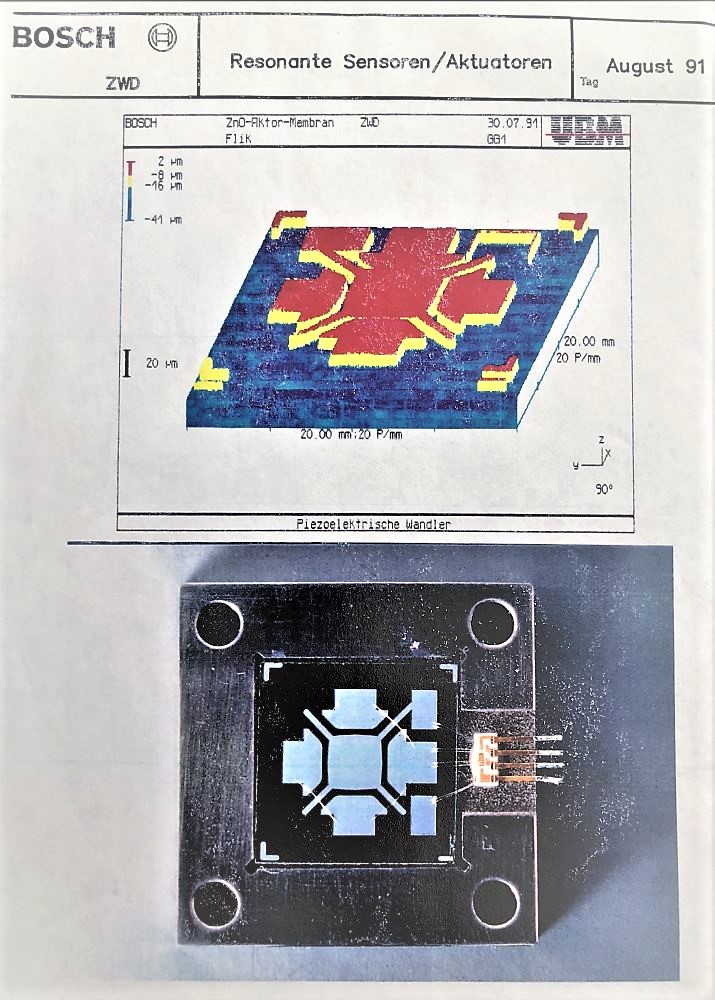 BOSCH
ZWD
Resonante Sensoren/Aktuatoren
Tag
August 91
BOSCH
ZnO-Aktor-Membran
ZWD
30.07.91
UBM
Flik
GG1
2 µm
-8 µm
-16 µm
-41 µm
20 µm
20.00 mm
20 P/mm
20.00 mm;20 P/mm
z
x
y
90°
Piezoelektrische Wandler